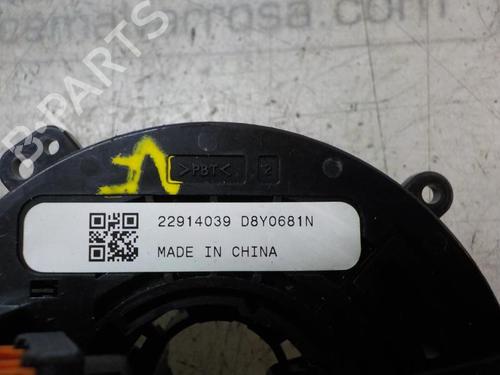 >PBT<
2
22914039 D8Y0681N
MADE IN CHINA
B-PARTS